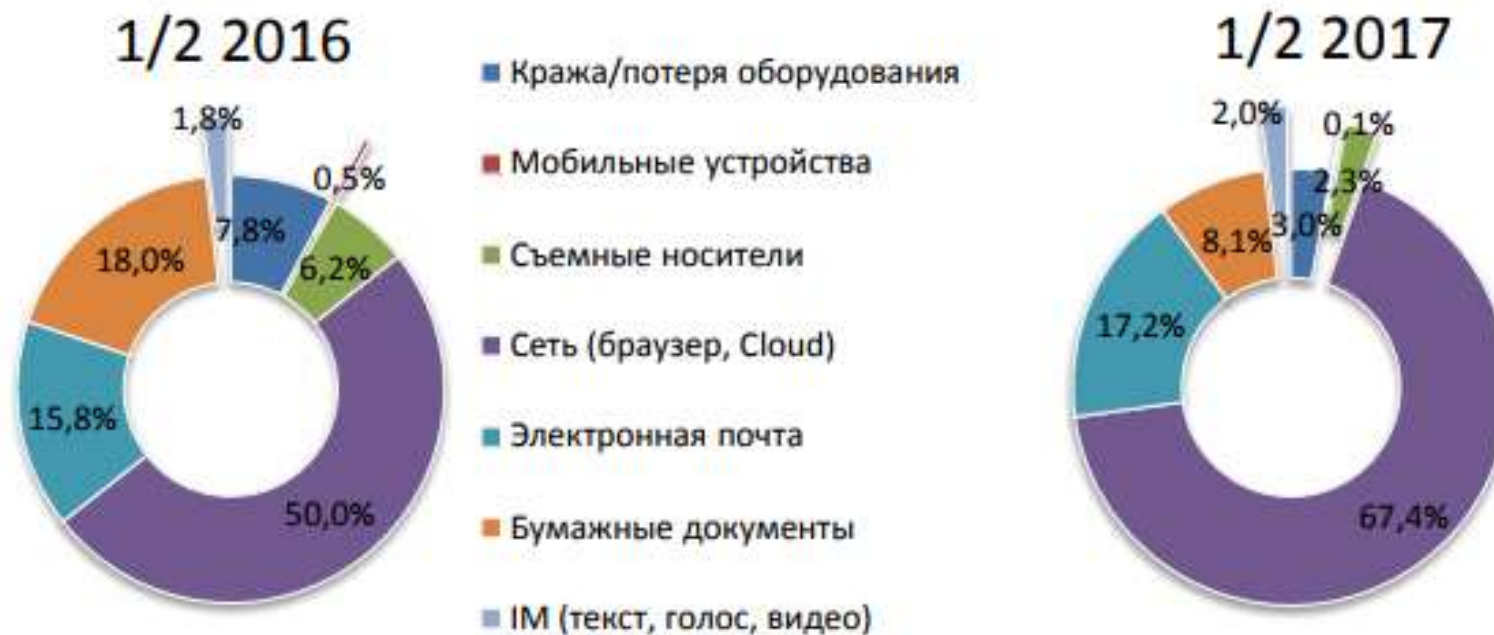 1/2 2016
1,8%
0,5%
7,8%
6,2%
18,0%
15,8%
50,0%
Кража/потеря оборудования
Мобильные устройства
Съемные носители
Сеть (браузер, Cloud)
Электронная почта
Бумажные документы
IM (текст, голос, видео)
1/2 2017
2,0%
0,1%
2,3%
3,0%
8,1%
17,2%
67,4%